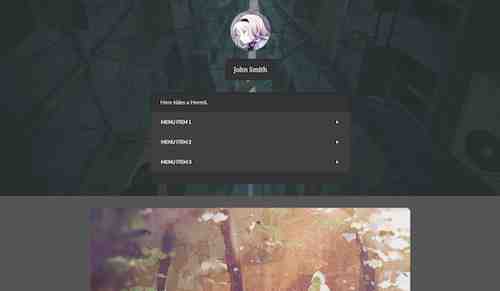 John Smith
Here hides a Hermit.
MENU ITEM 1
MENU ITEM 2
MENU ITEM 3